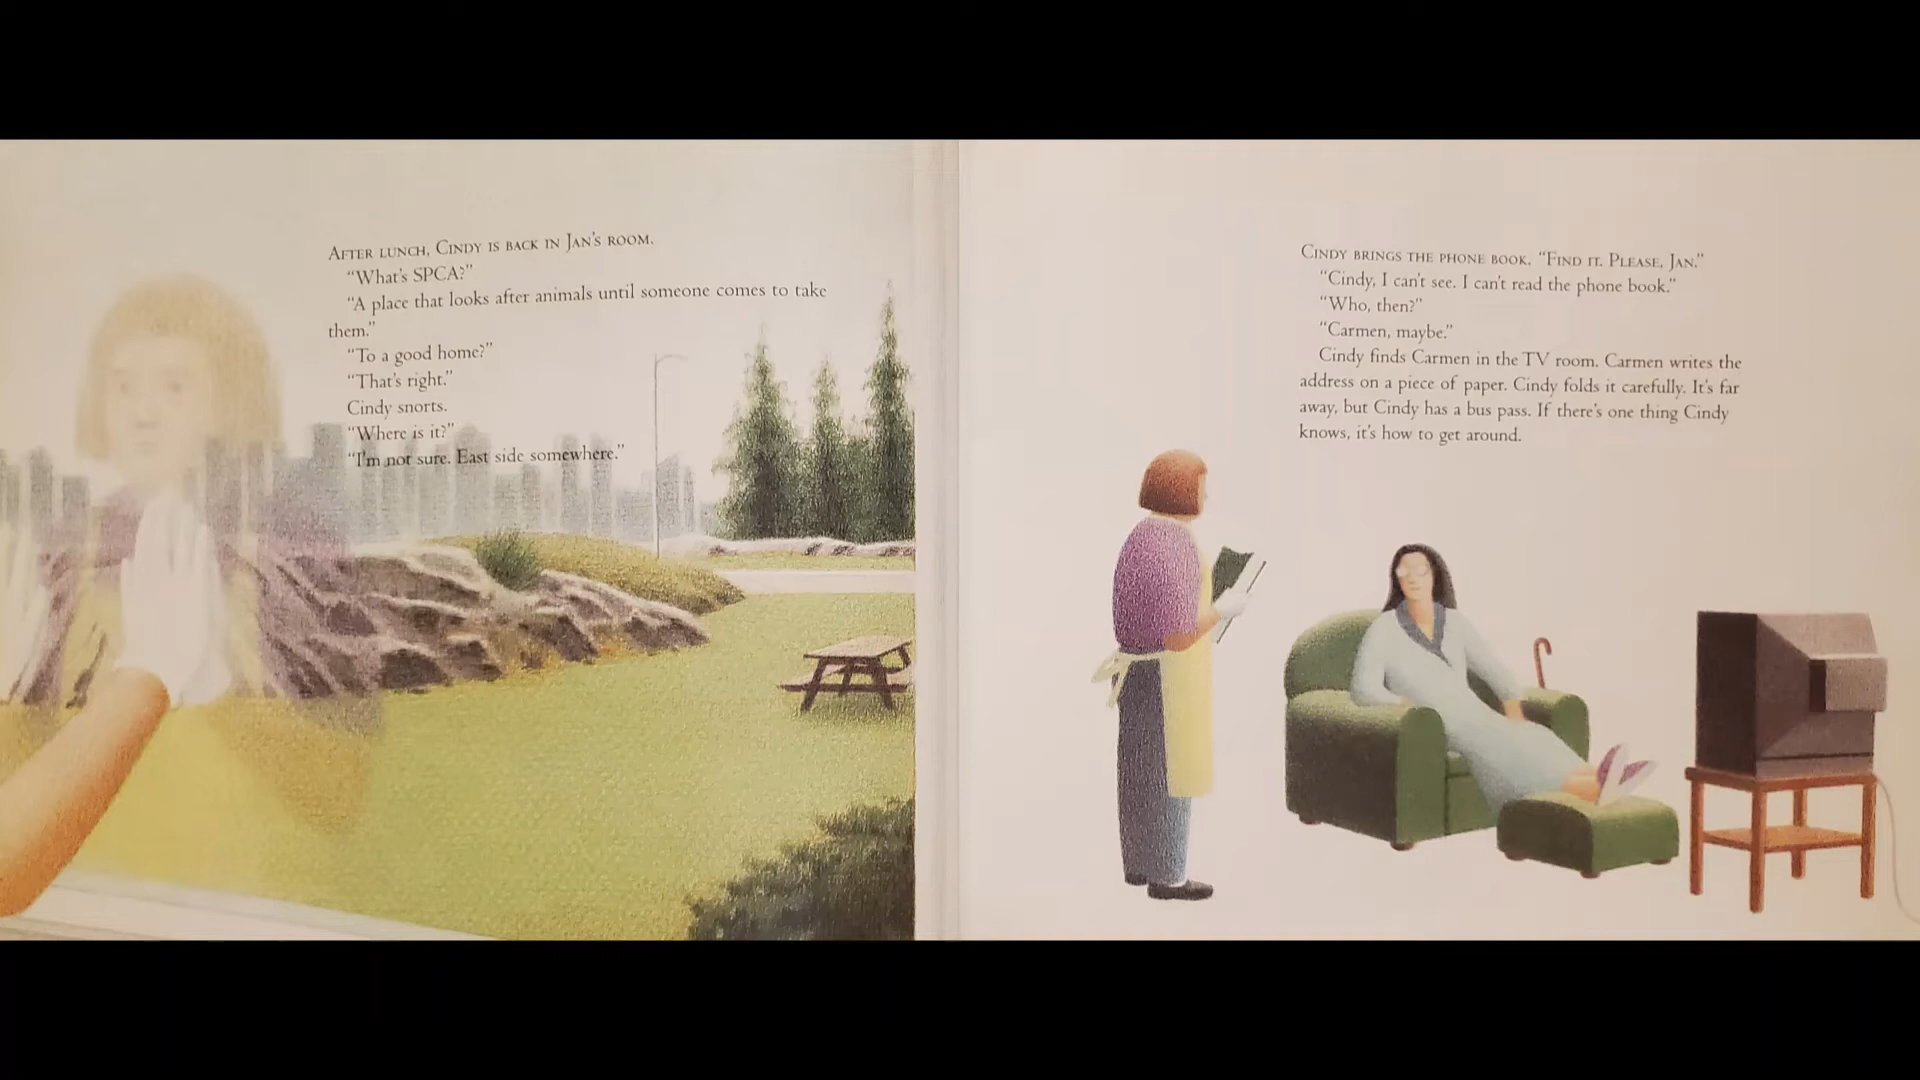 AFTER LUNCH, CINDY IS BACK IN JAN'S ROOM.
“What's SPCA?”
“A place that looks after animals until someone comes to take
them.”
“To a good home?”
“That's right.”
Cindy snorts.
“Where is it?”
“I'm not sure. East side somewhere.”
CINDY BRINGS THE PHONE BOOK. “FIND IT. PLEASE, JAN.”
“Cindy, I can't see. I can't read the phone book.”
“Who, then?”
“Carmen, maybe.”
Cindy finds Carmen in the TV room. Carmen writes the
address on a piece of paper. Cindy folds it carefully. It's far
away, but Cindy has a bus pass. If there's one thing Cindy
knows, it's how to get around.